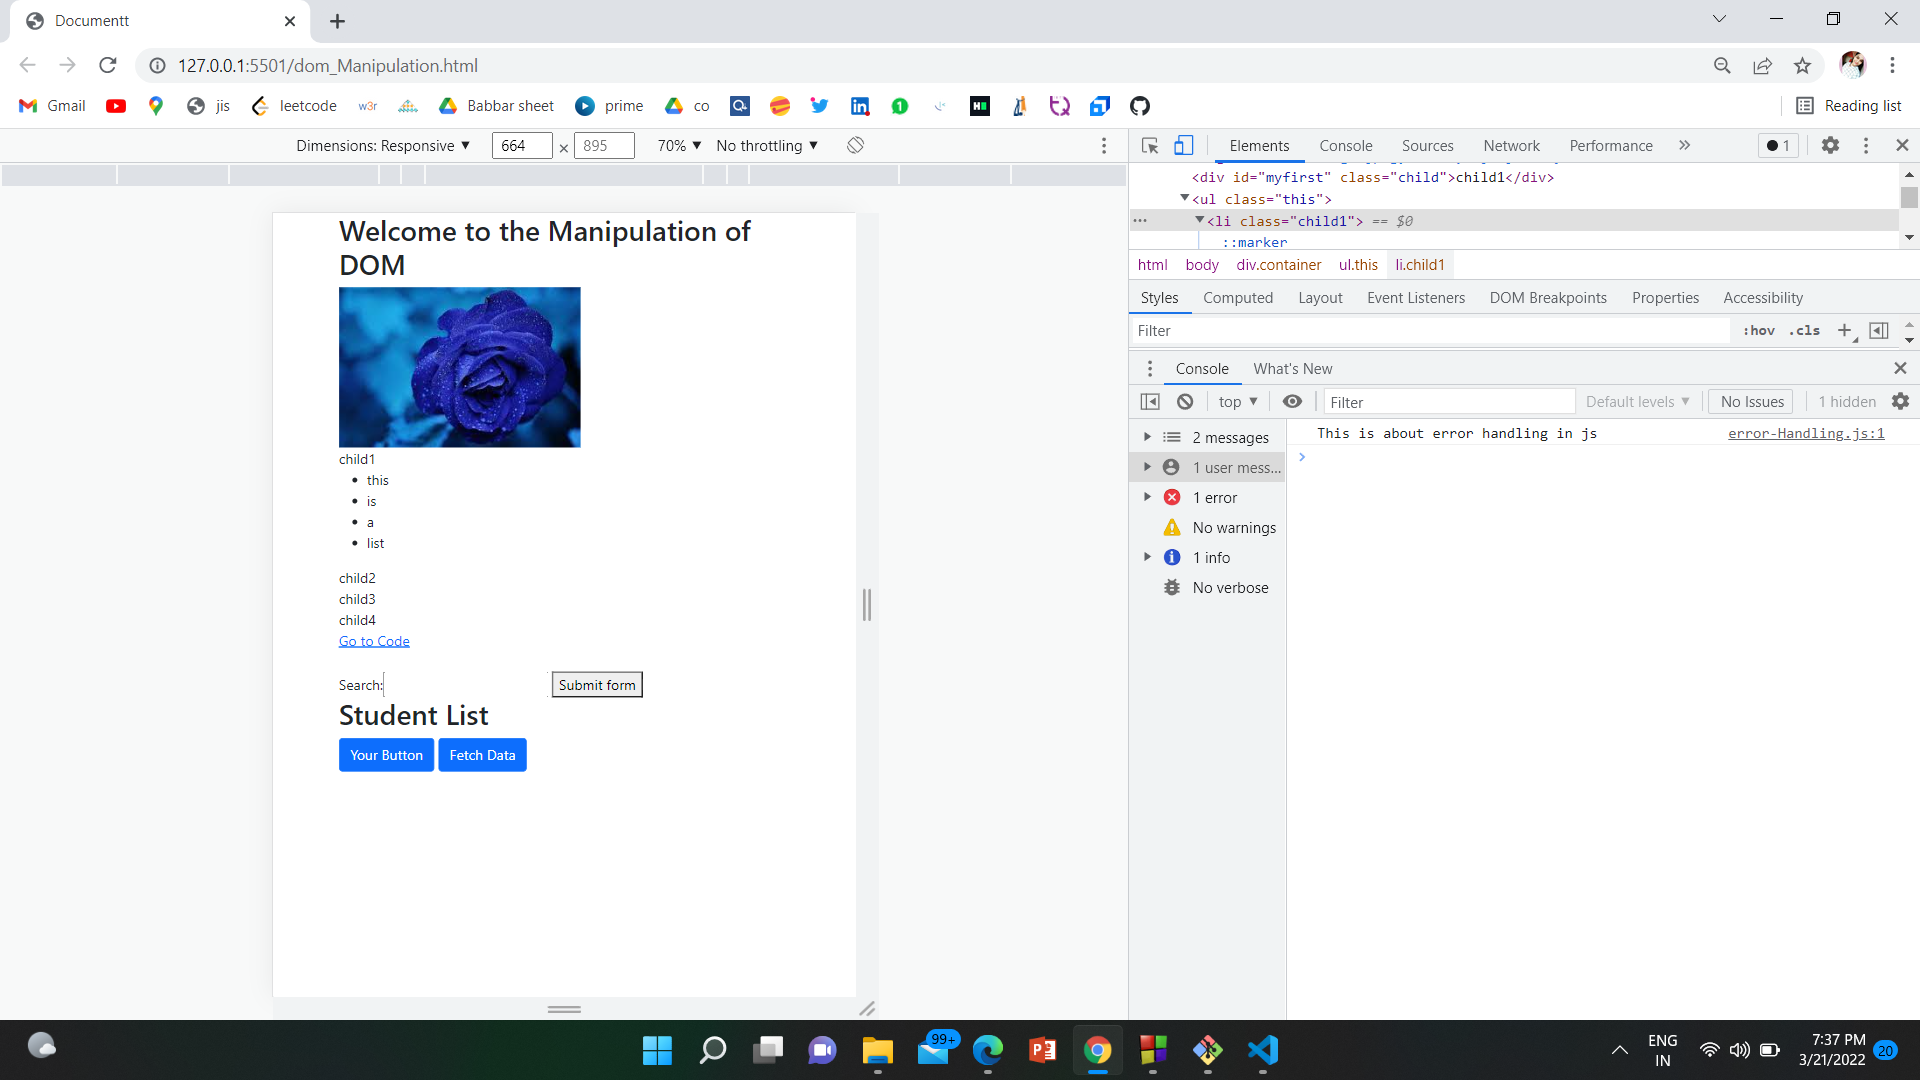 Documentt
127.0.0.1:5501/dom_Manipulation.html
Gmail jis leetcode w3r Babbar sheet prime co Reading list
Dimensions: Responsive 664 × 895 70% No throttling
Elements Console Sources Network Performance 1
<div id="myfirst" class="child">child1</div>
<ul class="this">
<li class="child1"> == $0
::marker
html body div.container ul.this li.child1
Styles Computed Layout Event Listeners DOM Breakpoints Properties Accessibility
Filter :hov .cls
Console What's New
top Filter Default levels No Issues 1 hidden
2 messages
1 user mess...
1 error
No warnings
1 info
No verbose
This is about error handling in js error-Handling.js:1
Welcome to the Manipulation of
DOM
child1
this
is
a
list
child2
child3
child4
Go to Code
Search: Submit form
Student List
Your Button Fetch Data
99+
ENG
IN
7:37 PM
3/21/2022
20